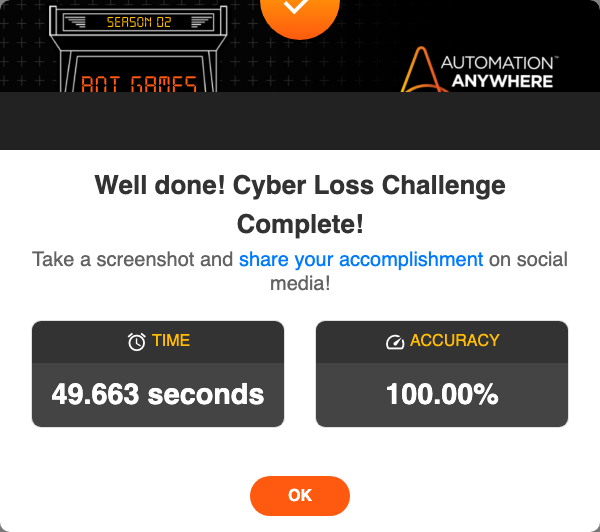 SEASON 02
BOT GAMES
AUTOMATION™
ANYWHERE
Well done! Cyber Loss Challenge
Complete!
Take a screenshot and share your accomplishment on social
media!
TIME
ACCURACY
49.663 seconds
100.00%
OK